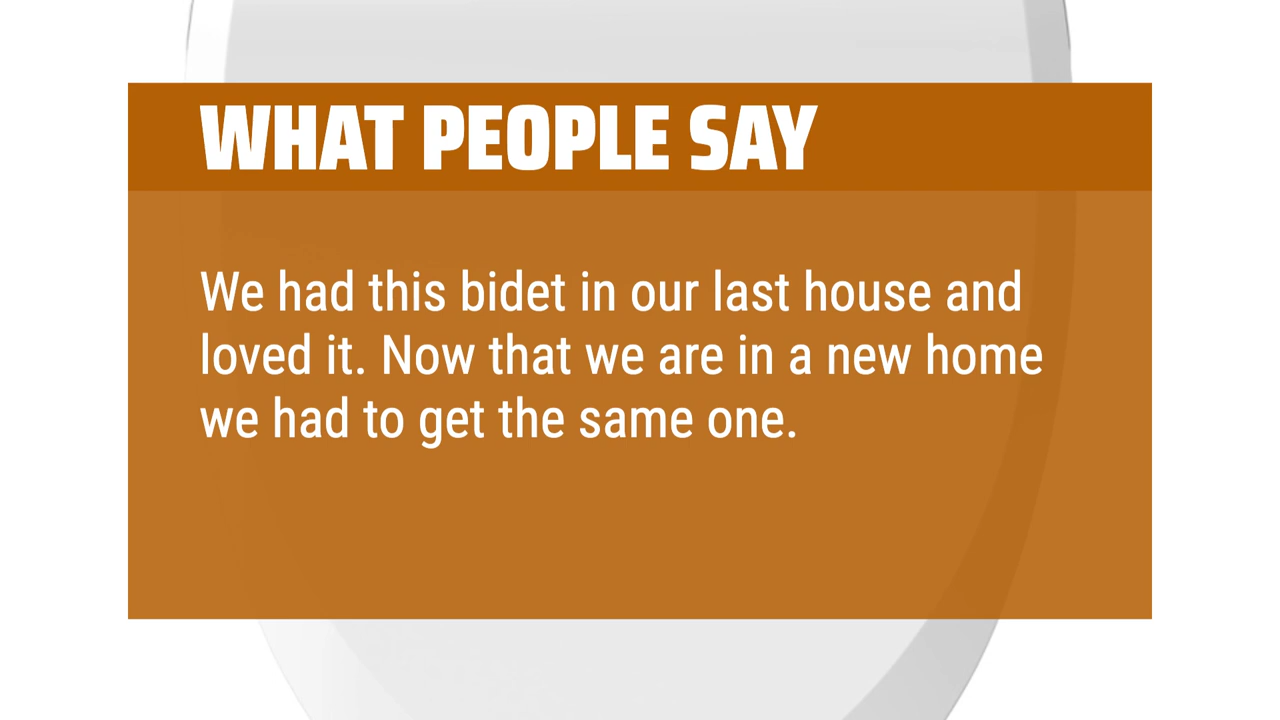 WHAT PEOPLE SAY
We had this bidet in our last house and
loved it. Now that we are in a new home
we had to get the same one.